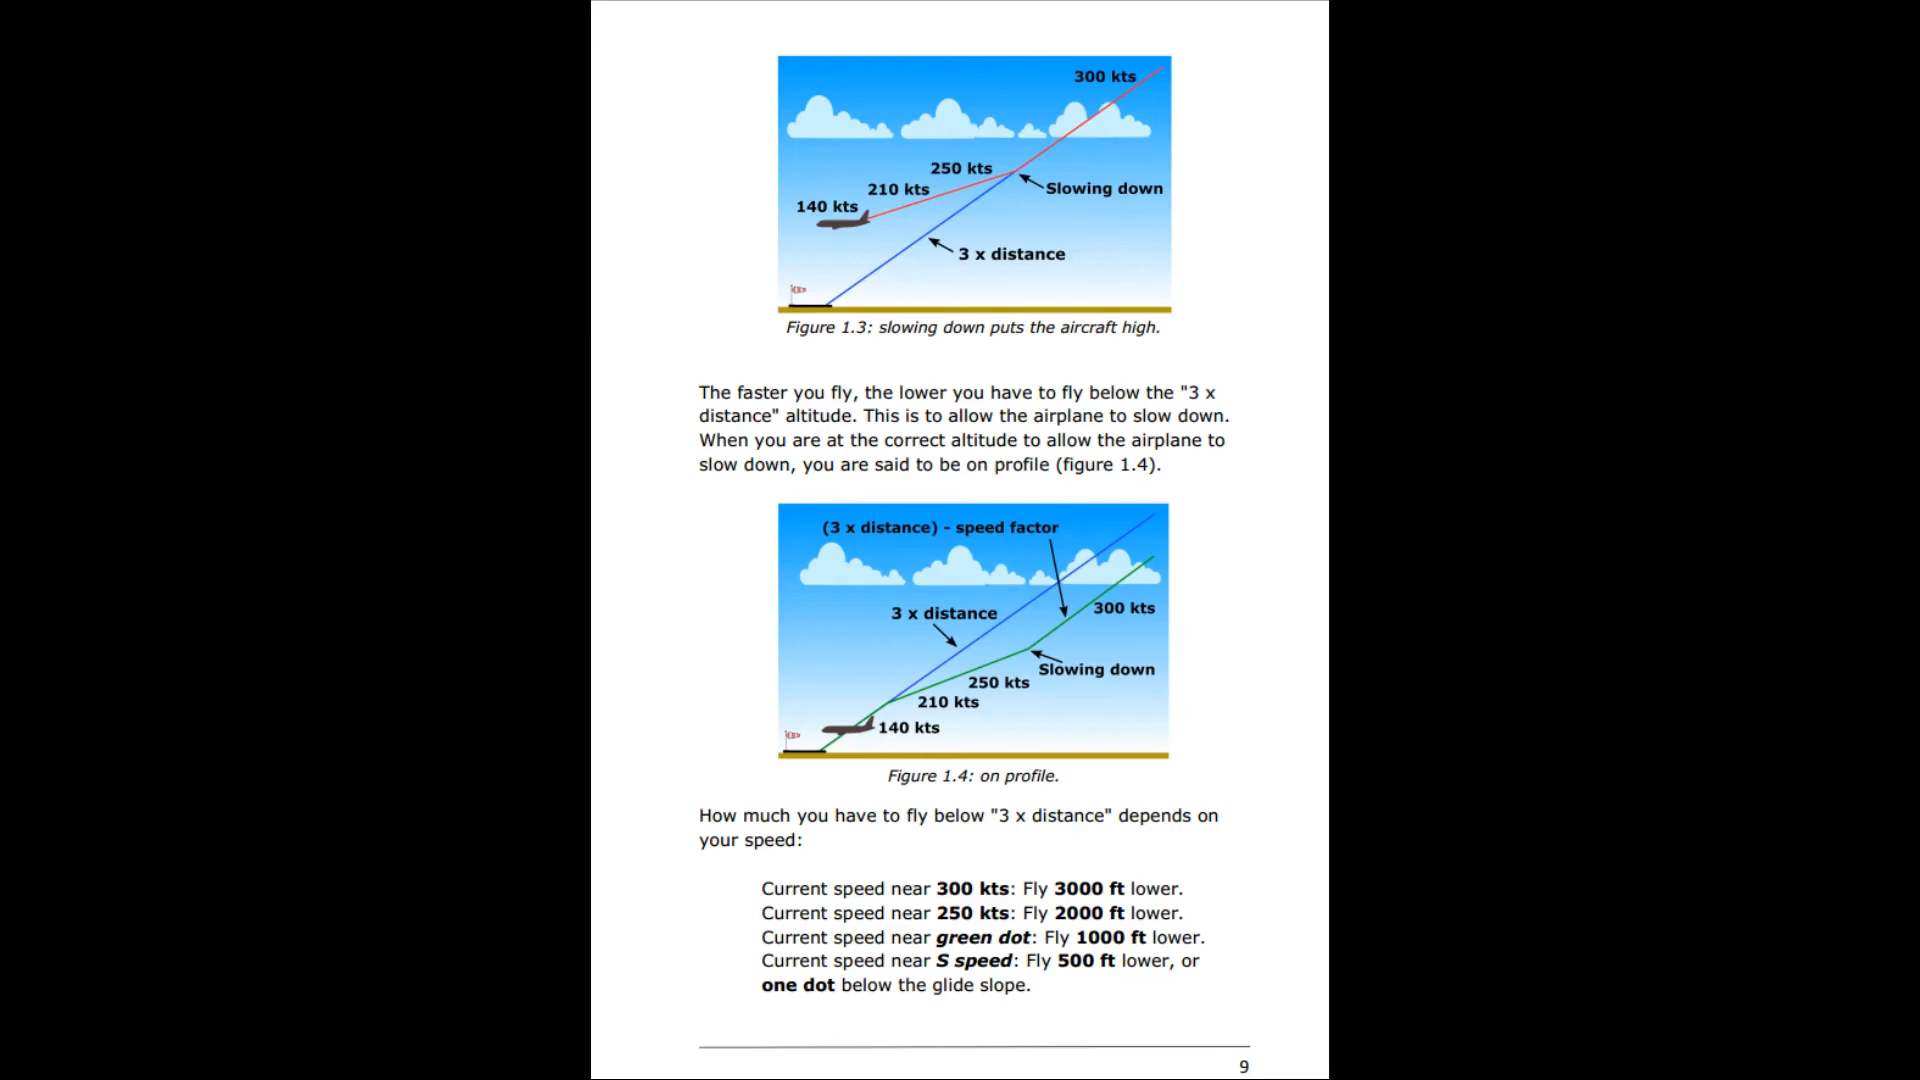 300 kts
250 kts
210 kts
Slowing down
140 kts
3 x distance
Figure 1.3: slowing down puts the aircraft high.
The faster you fly, the lower you have to fly below the "3 x
distance" altitude. This is to allow the airplane to slow down.
When you are at the correct altitude to allow the airplane to
slow down, you are said to be on profile (figure 1.4).
(3 x distance) - speed factor
3 x distance
300 kts
Slowing down
250 kts
210 kts
140 kts
Figure 1.4: on profile.
How much you have to fly below "3 x distance" depends on
your speed:
Current speed near 300 kts: Fly 3000 ft lower.
Current speed near 250 kts: Fly 2000 ft lower.
Current speed near green dot: Fly 1000 ft lower.
Current speed near S speed: Fly 500 ft lower, or
one dot below the glide slope.
9